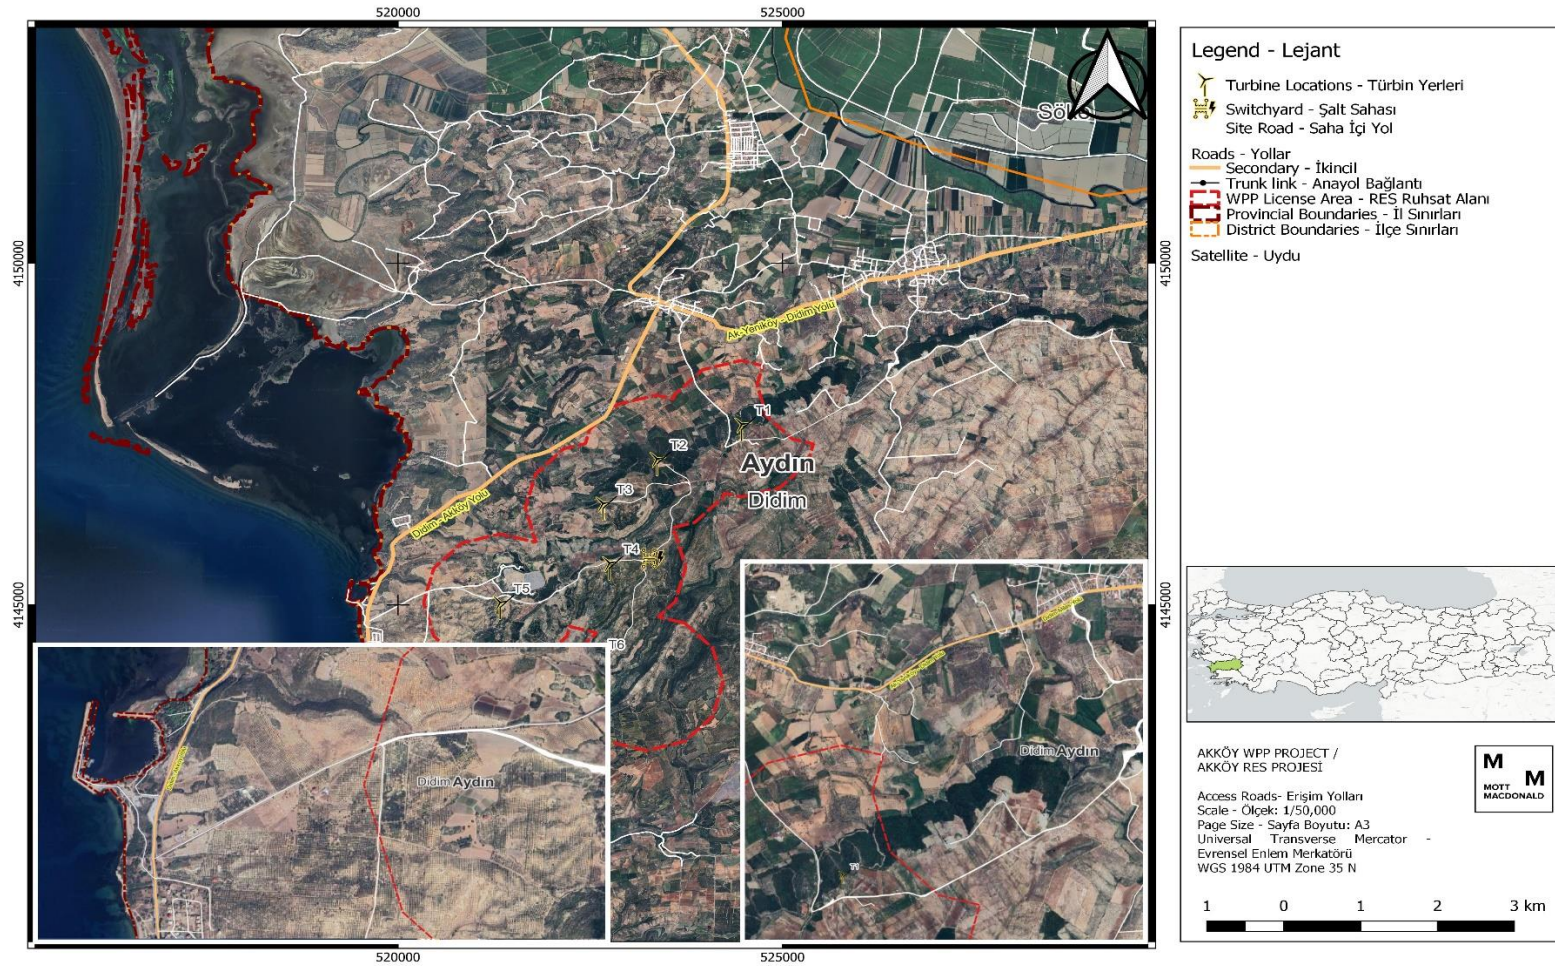 520000
525000
4150000
4150000
4145000
4145000
520000
525000
Ak-Yeniköy - Didim Yolu
Didim - Akköy Yolu
T1
T2
Aydın
Didim
T3
T4
T5
T6
Didim Aydın
Didim Aydın
T1
Legend - Lejant
Turbine Locations - Türbin Yerleri
Switchyard - Şalt Sahası
Site Road - Saha İçi Yol
Roads - Yollar
Secondary - İkincil
Trunk link - Anayol Bağlantı
WPP License Area - RES Ruhsat Alanı
Provincial Boundaries - İl Sınırları
District Boundaries - İlçe Sınırları
Satellite - Uydu
AKKÖY WPP PROJECT /
AKKÖY RES PROJESİ
M
M
MOTT
MACDONALD
Access Roads- Erişim Yolları
Scale - Ölçek: 1/50,000
Page Size - Sayfa Boyutu: A3
Universal Transverse Mercator -
Evrensel Enlem Merkatörü
WGS 1984 UTM Zone 35 N
1 0 1 2 3 km